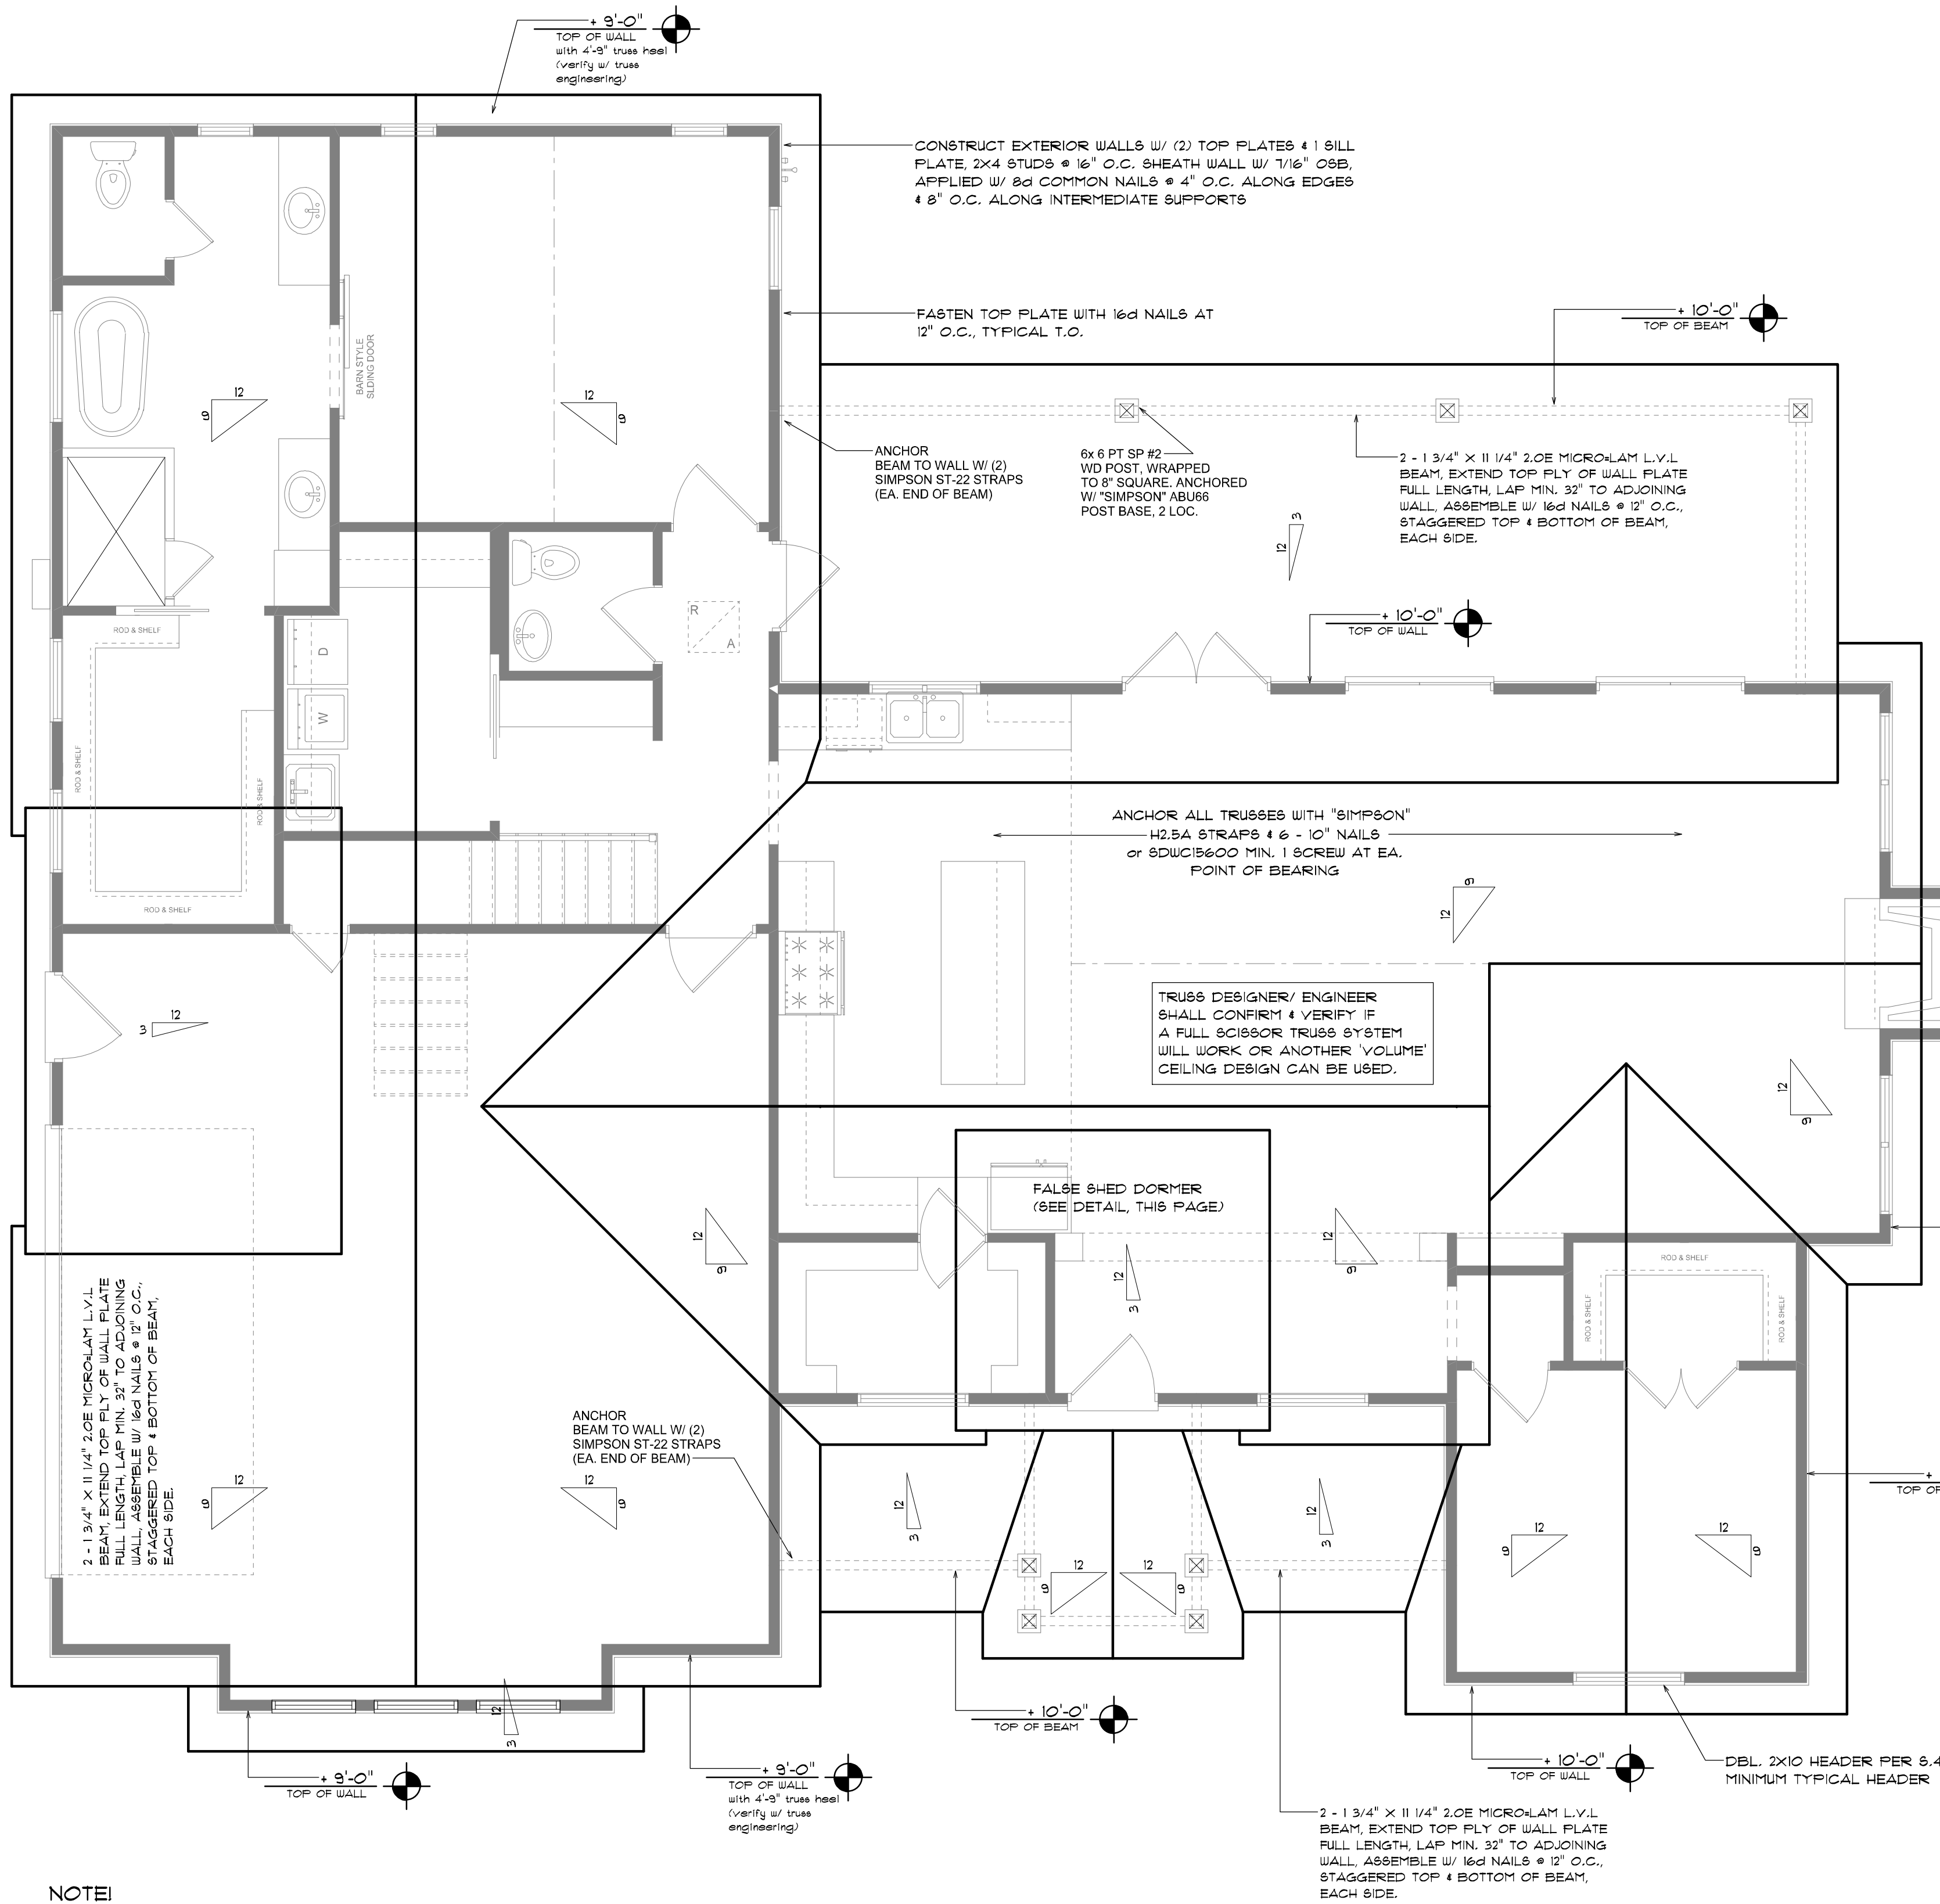 + 9'-0"
TOP OF WALL
with 4'-9" truss heel
(verify w/ truss
engineering)
CONSTRUCT EXTERIOR WALLS W/ (2) TOP PLATES & 1 SILL
PLATE, 2X4 STUDS @ 16" O.C. SHEATH WALL W/ 7/16" OSB,
APPLIED W/ 8d COMMON NAILS @ 4" O.C. ALONG EDGES
& 8" O.C. ALONG INTERMEDIATE SUPPORTS
FASTEN TOP PLATE WITH 16d NAILS AT
12" O.C., TYPICAL T.O.
+ 10'-0"
TOP OF BEAM
BARN STYLE
SLDING DOOR
12
9
12
9
ANCHOR
BEAM TO WALL W/ (2)
SIMPSON ST-22 STRAPS
(EA. END OF BEAM)
6x 6 PT SP #2
WD POST, WRAPPED
TO 8" SQUARE. ANCHORED
W/ "SIMPSON" ABU66
POST BASE, 2 LOC.
2 - 1 3/4" X 11 1/4" 2.0E MICRO=LAM L.V.L
BEAM, EXTEND TOP PLY OF WALL PLATE
FULL LENGTH, LAP MIN. 32" TO ADJOINING
WALL, ASSEMBLE W/ 16d NAILS @ 12" O.C.,
STAGGERED TOP & BOTTOM OF BEAM,
EACH SIDE.
3
12
+ 10'-0"
TOP OF WALL
R
A
ROD & SHELF
D
W
ROD & SHELF
ROD & SHELF
ROD & SHELF
ANCHOR ALL TRUSSES WITH "SIMPSON"
H2.5A STRAPS & 6 - 10" NAILS
or SDWC15600 MIN. 1 SCREW AT EA.
POINT OF BEARING
9
12
12
3
TRUSS DESIGNER/ ENGINEER
SHALL CONFIRM & VERIFY IF
A FULL SCISSOR TRUSS SYSTEM
WILL WORK OR ANOTHER 'VOLUME'
CEILING DESIGN CAN BE USED.
12
9
FALSE SHED DORMER
(SEE DETAIL, THIS PAGE)
12
9
12
3
12
9
ROD & SHELF
ROD & SHELF
ROD & SHELF
2 - 1 3/4" X 11 1/4" 2.0E MICRO=LAM L.V.L
BEAM, EXTEND TOP PLY OF WALL PLATE
FULL LENGTH, LAP MIN. 32" TO ADJOINING
WALL, ASSEMBLE W/ 16d NAILS @ 12" O.C.,
STAGGERED TOP & BOTTOM OF BEAM,
EACH SIDE.
ANCHOR
BEAM TO WALL W/ (2)
SIMPSON ST-22 STRAPS
(EA. END OF BEAM)
12
9
12
9
12
3
12
3
12
9
12
9
12
9
12
9
+
TOP OF
12
3
+ 10'-0"
TOP OF BEAM
+ 9'-0"
TOP OF WALL
+ 9'-0"
TOP OF WALL
with 4'-9" truss heel
(verify w/ truss
engineering)
+ 10'-0"
TOP OF WALL
DBL. 2X10 HEADER PER S.4
MINIMUM TYPICAL HEADER
2 - 1 3/4" X 11 1/4" 2.0E MICRO=LAM L.V.L
BEAM, EXTEND TOP PLY OF WALL PLATE
FULL LENGTH, LAP MIN. 32" TO ADJOINING
WALL, ASSEMBLE W/ 16d NAILS @ 12" O.C.,
STAGGERED TOP & BOTTOM OF BEAM,
EACH SIDE.
NOTE!